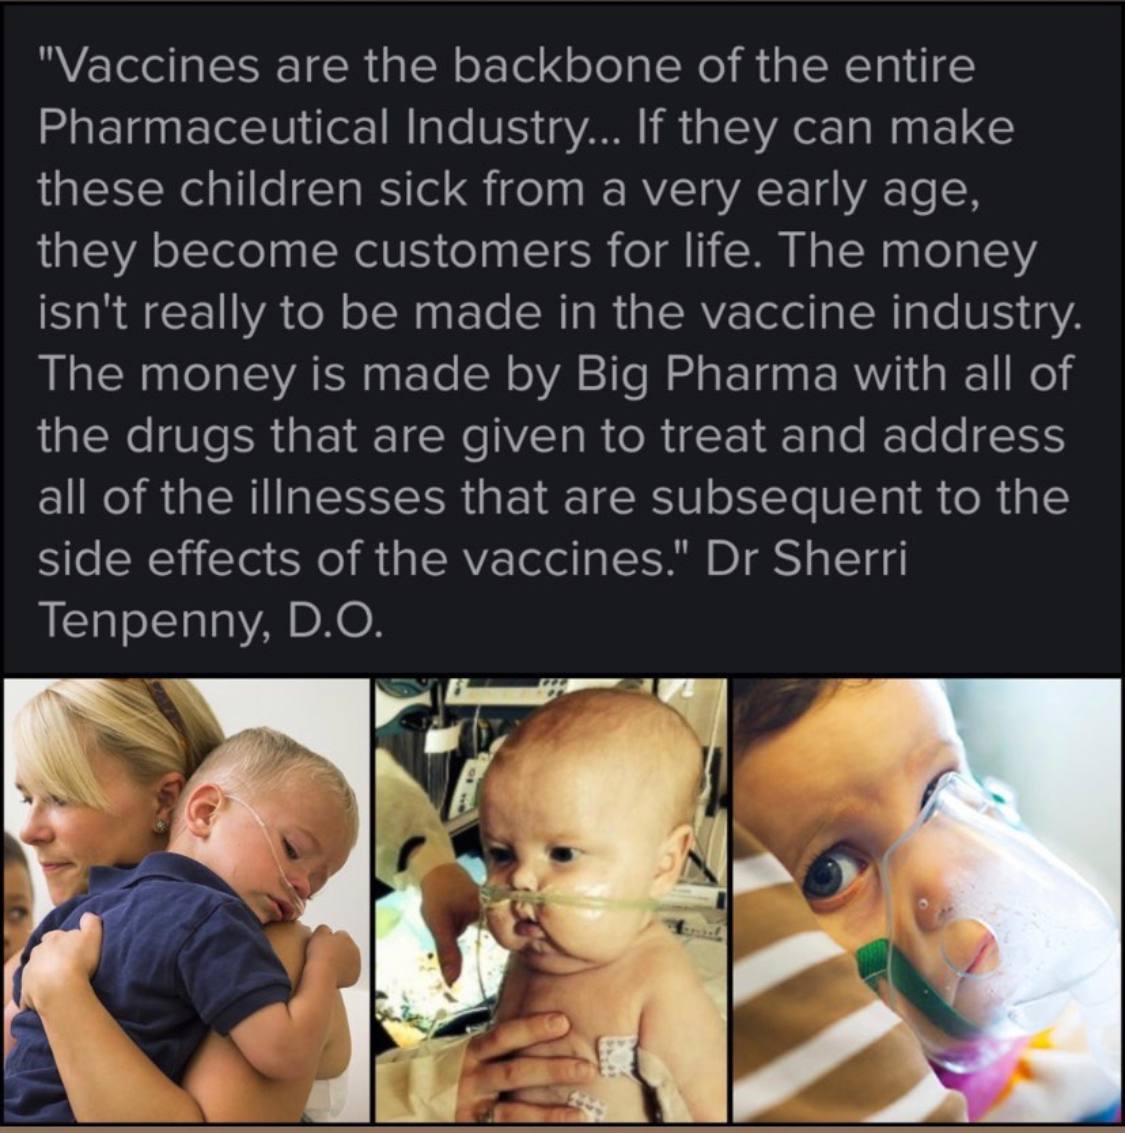 "Vaccines are the backbone of the entire
Pharmaceutical Industry... If they can make
these children sick from a very early age,
they become customers for life. The money
isn't really to be made in the vaccine industry.
The money is made by Big Pharma with all of
the drugs that are given to treat and address
all of the illnesses that are subsequent to the
side effects of the vaccines." Dr Sherri
Tenpenny, D.O.